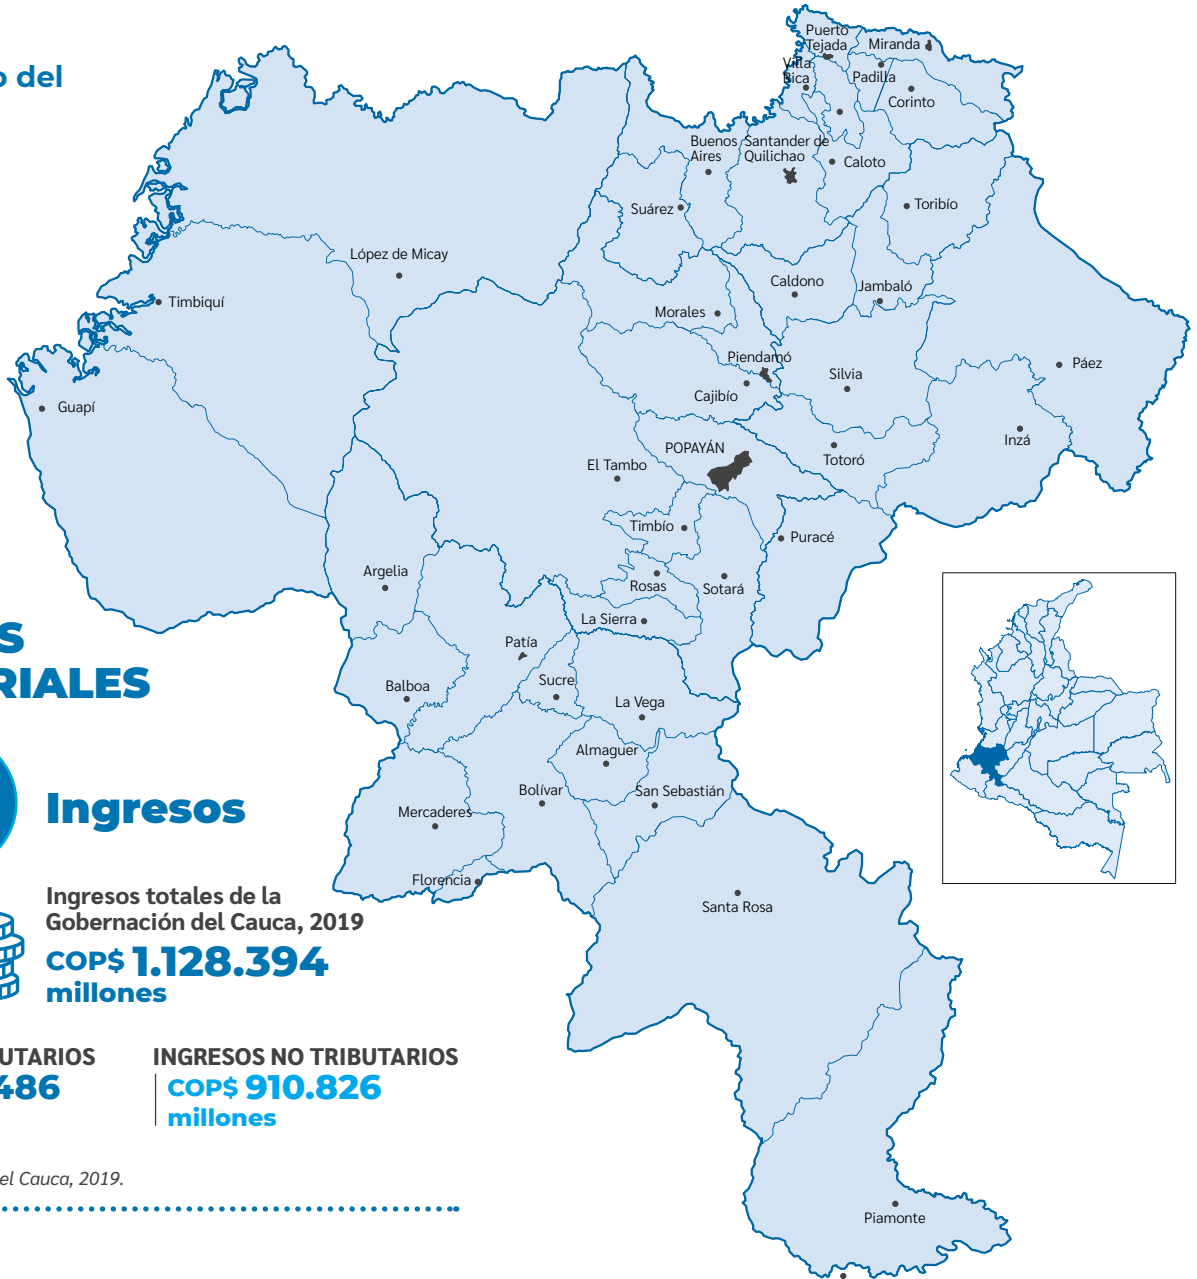 o del
Puerto
Tejada
Miranda
Villa
Rica
Padilla
Corinto
Buenos
Aires
Santander de
Quilichao
Caloto
Suárez
Toribío
López de Micay
Caldono
Jambaló
Timbiquí
Morales
Piendamó
Páez
Silvia
Cajibío
Guapí
Inzá
POPAYÁN
Totoró
El Tambo
Timbío
Puracé
Argelia
Rosas
Sotará
La Sierra
S
RIALES
Patía
Sucre
Balboa
La Vega
Almaguer
Bolívar
San Sebastián
Ingresos
Mercaderes
Florencia
Ingresos totales de la
Gobernación del Cauca, 2019
COP$ 1.128.394
millones
Santa Rosa
UTARIOS
486
INGRESOS NO TRIBUTARIOS
COP$ 910.826
millones
el Cauca, 2019.
Piamonte